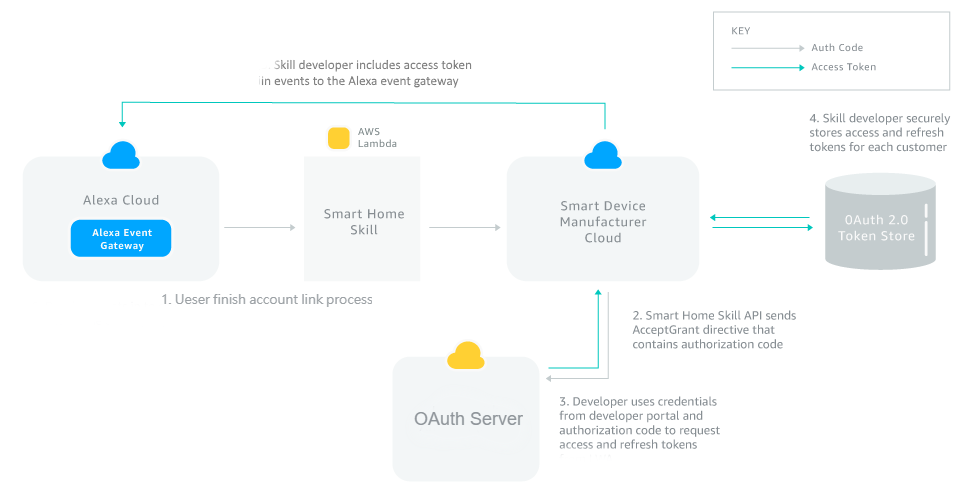 KEY
Auth Code
Access Token
Skill developer includes access token
in events to the Alexa event gateway
4. Skill developer securely
stores access and refresh
tokens for each customer
AWS
Lambda
Alexa Cloud
Alexa Event
Gateway
Smart Home
Skill
Smart Device
Manufacturer
Cloud
OAuth 2.0
Token Store
1. Ueser finish account link process
2. Smart Home Skill API sends
AcceptGrant directive that
contains authorization code
OAuth Server
3. Developer uses credentials
from developer portal and
authorization code to request
access and refresh tokens